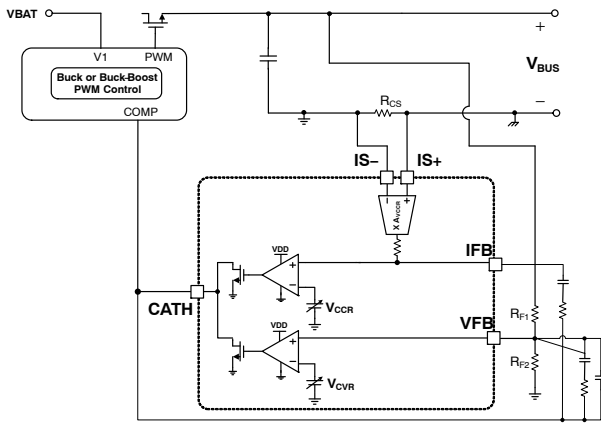 VBAT
+
V1 PWM
VBUS
Buck or Buck-Boost
PWM Control
RCS
−
COMP
IS− IS+
− +
X AVCCR
VDD
IFB
+
−
VCCR
CATH
RF1
VDD
VFB
+
−
RF2
VCVR